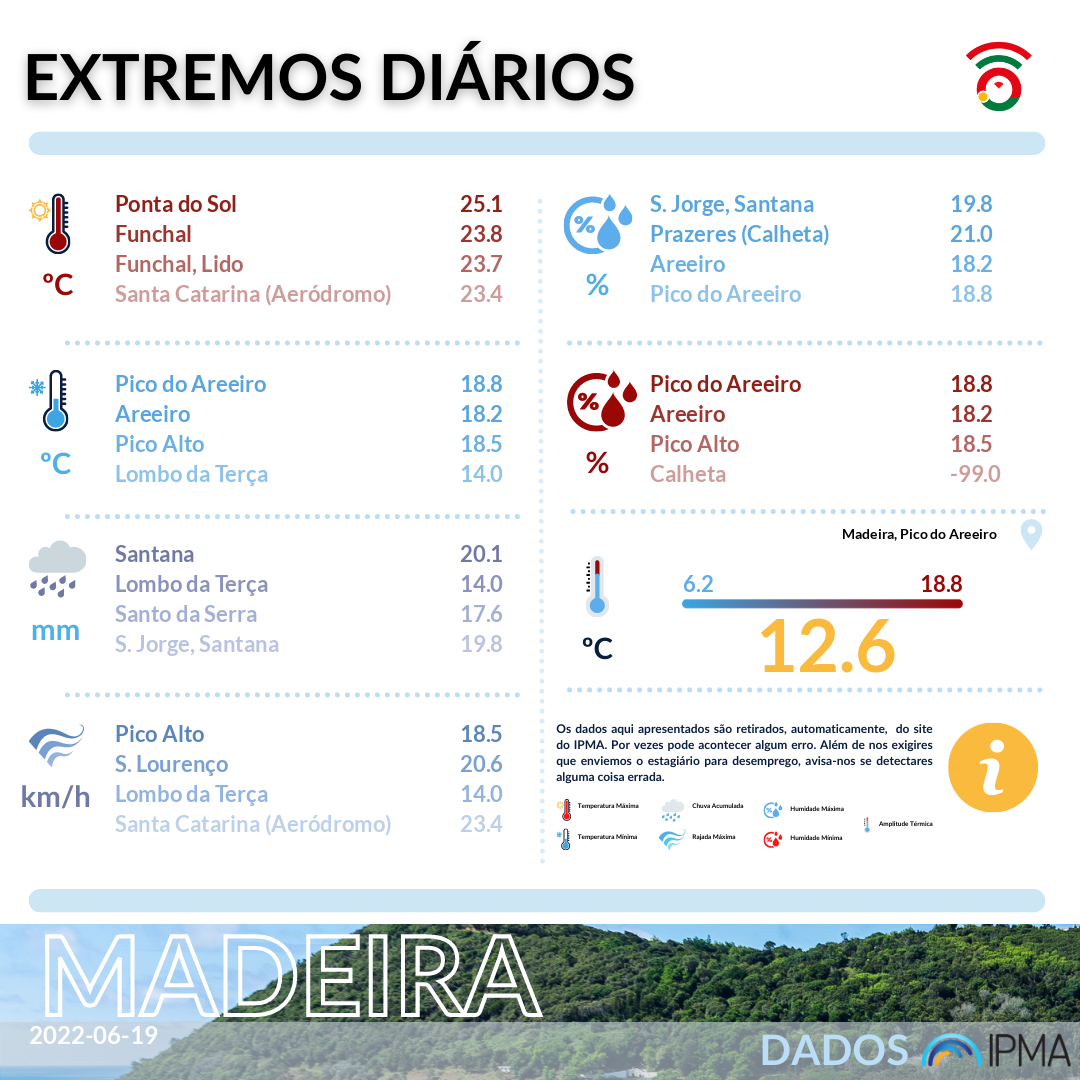 EXTREMOS DIÁRIOS
ºC
Ponta do Sol 25.1
Funchal 23.8
Funchal, Lido 23.7
Santa Catarina (Aeródromo) 23.4
ºC
Pico do Areeiro 18.8
Areeiro 18.2
Pico Alto 18.5
Lombo da Terça 14.0
mm
Santana 20.1
Lombo da Terça 14.0
Santo da Serra 17.6
S. Jorge, Santana 19.8
km/h
Pico Alto 18.5
S. Lourenço 20.6
Lombo da Terça 14.0
Santa Catarina (Aeródromo) 23.4
%
%
S. Jorge, Santana 19.8
Prazeres (Calheta) 21.0
Areeiro 18.2
Pico do Areeiro 18.8
%
%
Pico do Areeiro 18.8
Areeiro 18.2
Pico Alto 18.5
Calheta -99.0
Madeira, Pico do Areeiro
ºC
6.2 18.8
12.6
Os dados aqui apresentados são retirados, automaticamente, do site
do IPMA. Por vezes pode acontecer algum erro. Além de nos exigires
que enviemos o estagiário para desemprego, avisa-nos se detectares
alguma coisa errada.
i
Temperatura Máxima Chuva Acumulada Humidade Máxima
Amplitude Térmica
Temperatura Mínima Rajada Máxima Humidade Mínima
MADEIRA
2022-06-19
DADOS IPMA